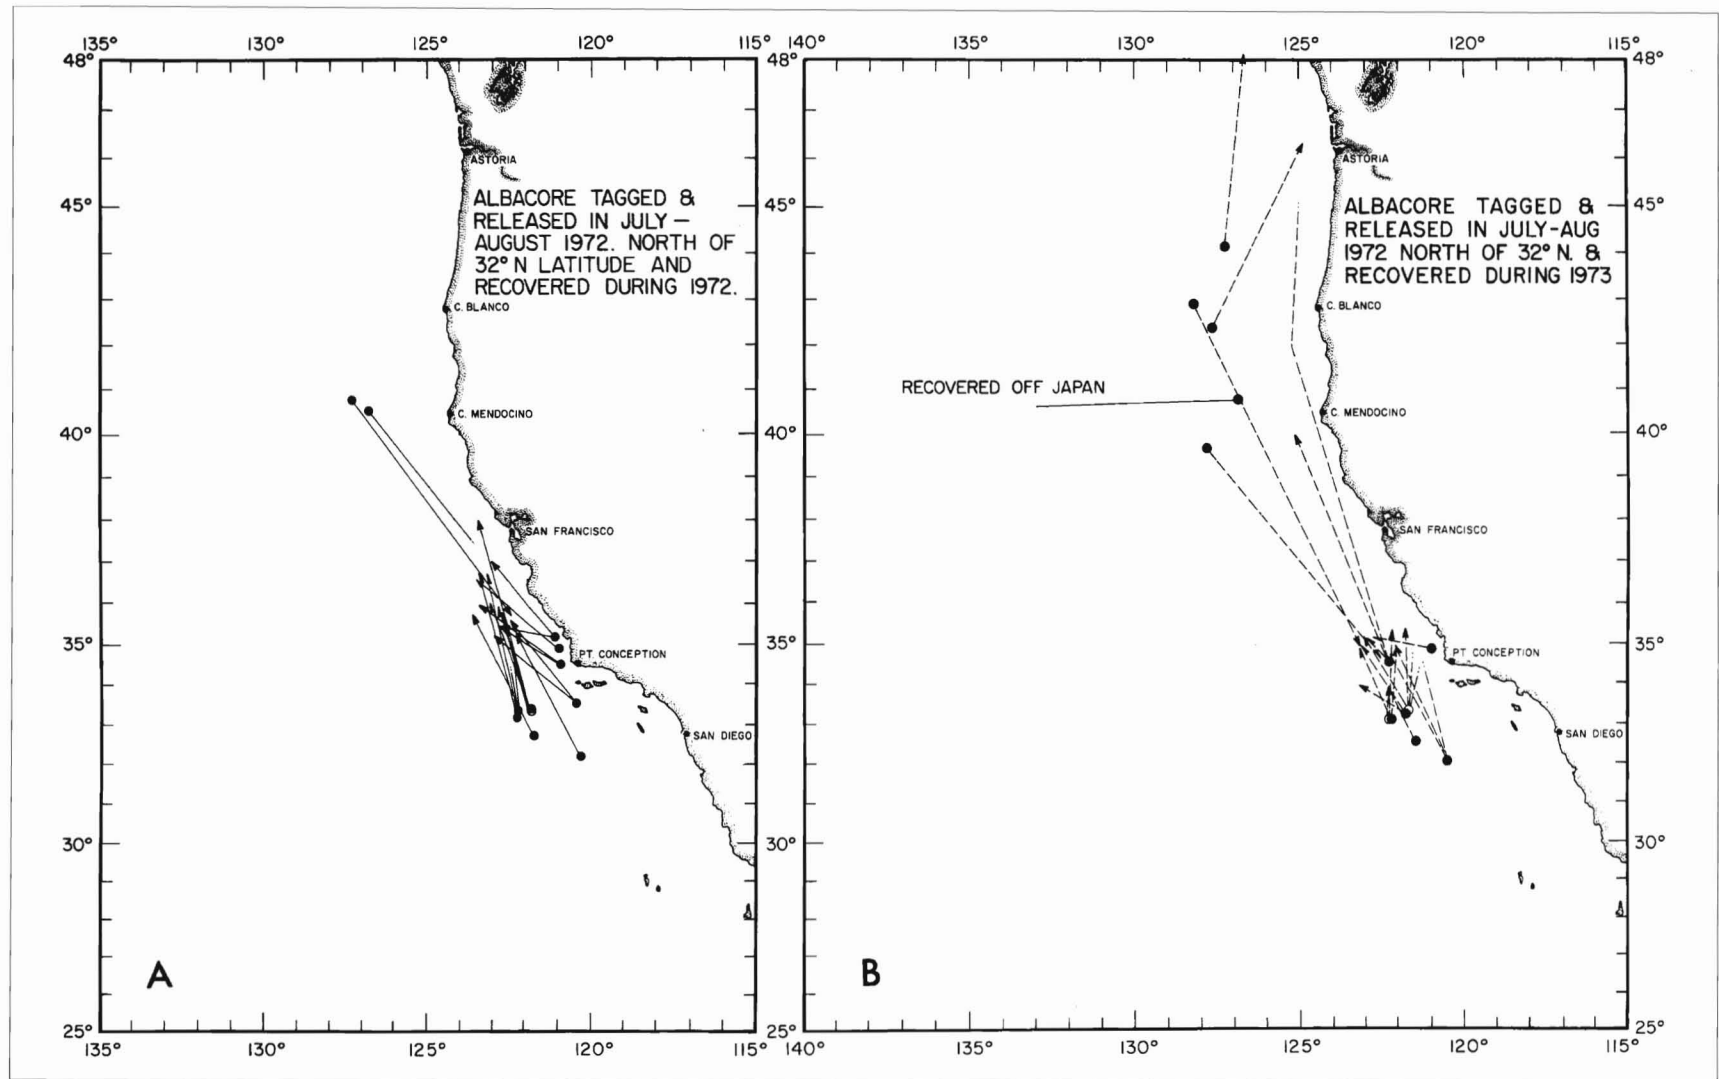 135° 130° 125° 120° 115°
48°
ASTORIA
ALBACORE TAGGED &
RELEASED IN JULY —
AUGUST 1972. NORTH OF
32° N LATITUDE AND
RECOVERED DURING 1972.
45°
C. BLANCO
C. MENDOCINO
40°
SAN FRANCISCO
35°
PT. CONCEPTION
SAN DIEGO
30°
A
25°
135° 130° 125° 120° 115°
140° 135° 130° 125° 120° 115°
48° 48°
ASTORIA
45° 45°
ALBACORE TAGGED &
RELEASED IN JULY-AUG
1972 NORTH OF 32° N. &
RECOVERED DURING 1973
C. BLANCO
RECOVERED OFF JAPAN
C. MENDOCINO
40° 40°
SAN FRANCISCO
35° 35°
PT CONCEPTION
SAN DIEGO
30° 30°
B
25° 25°
140° 135° 130° 125° 120° 115°